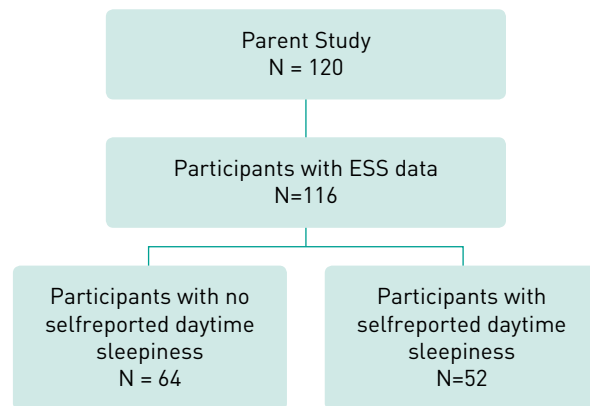 Parent Study
N = 120
Participants with ESS data
N=116
Participants with no
selfreported daytime
sleepiness
N = 64
Participants with
selfreported daytime
sleepiness
N=52